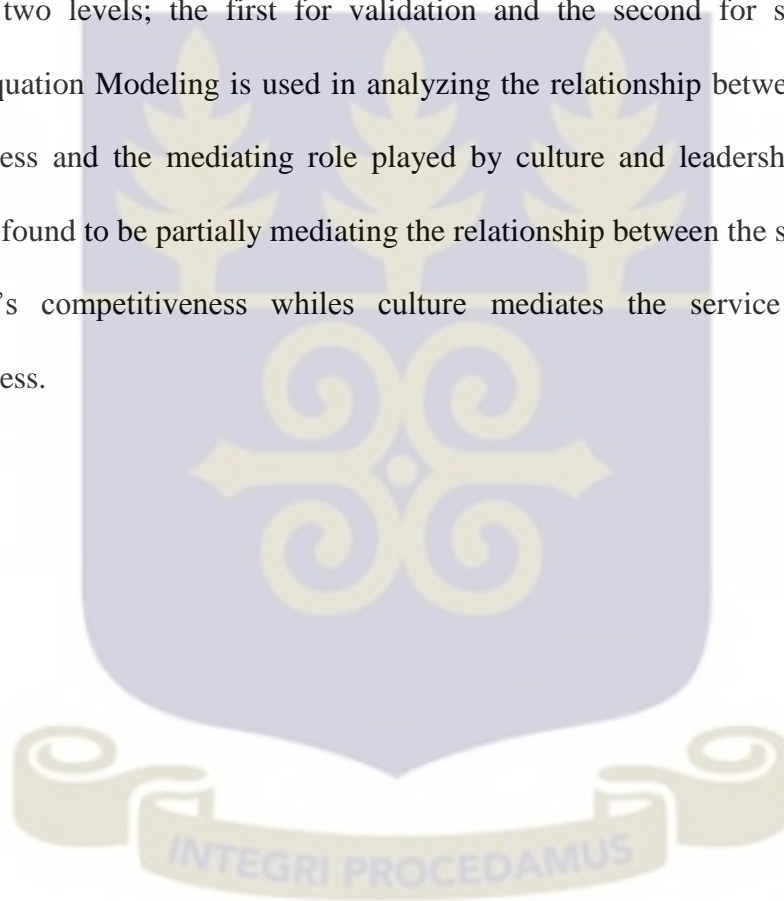 two levels; the first for validation and the second for s
quation Modeling is used in analyzing the relationship betwe
ess and the mediating role played by culture and leadersh
found to be partially mediating the relationship between the s
's competitiveness whiles culture mediates the service
ess.
INTEGRI PROCEDAMUS